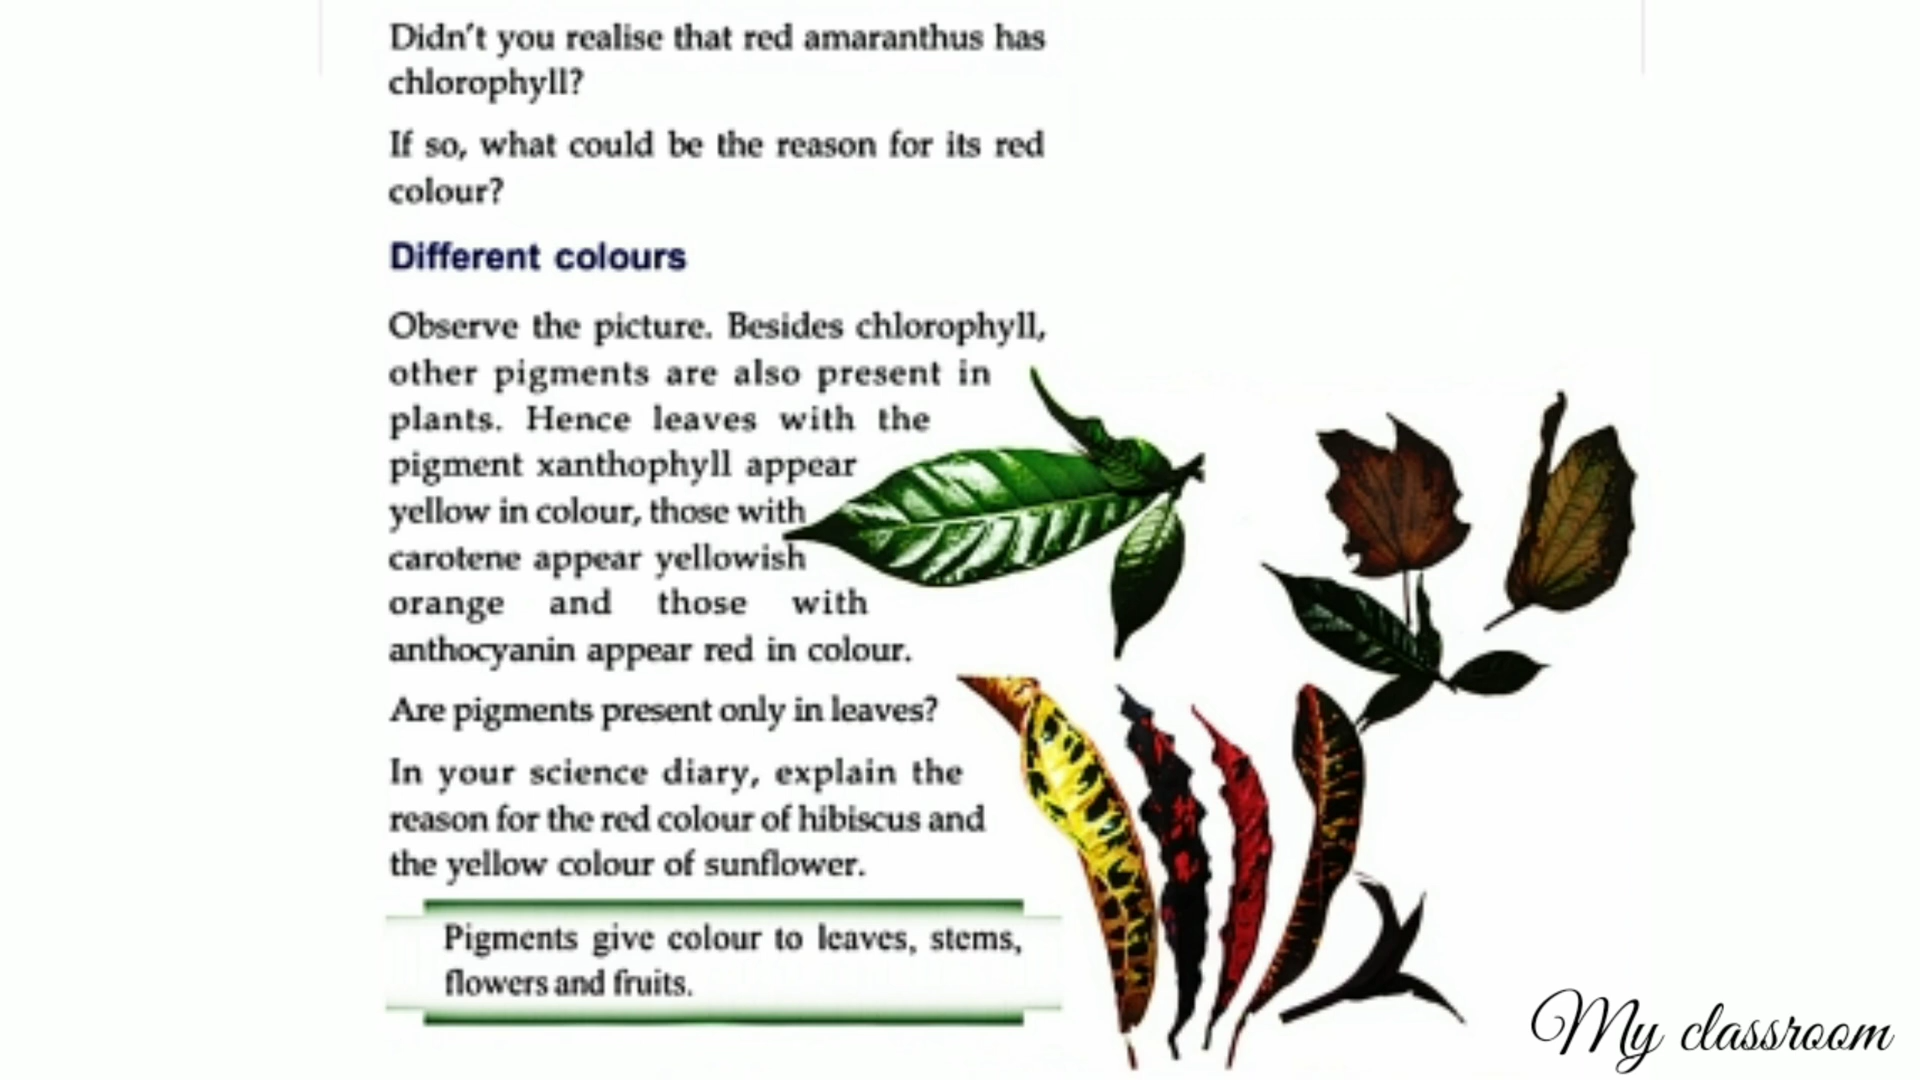 Didn't you realise that red amaranthus has
chlorophyll?
If so, what could be the reason for its red
colour?
Different colours
Observe the picture. Besides chlorophyll,
other pigments are also present in
plants. Hence leaves with the
pigment xanthophyll appear
yellow in colour, those with
carotene appear yellowish
orange and those with
anthocyanin appear red in colour.
Are pigments present only in leaves?
In your science diary, explain the
reason for the red colour of hibiscus and
the yellow colour of sunflower.
Pigments give colour to leaves, stems,
flowers and fruits.
My classroom